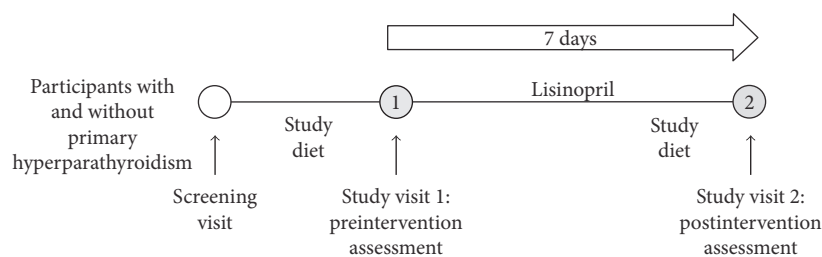 7 days
Participants with
and without
primary
hyperparathyroidism
1
Lisinopril
2
Study
diet
Study
diet
Screening
visit
Study visit 1:
preintervention
assessment
Study visit 2:
postintervention
assessment